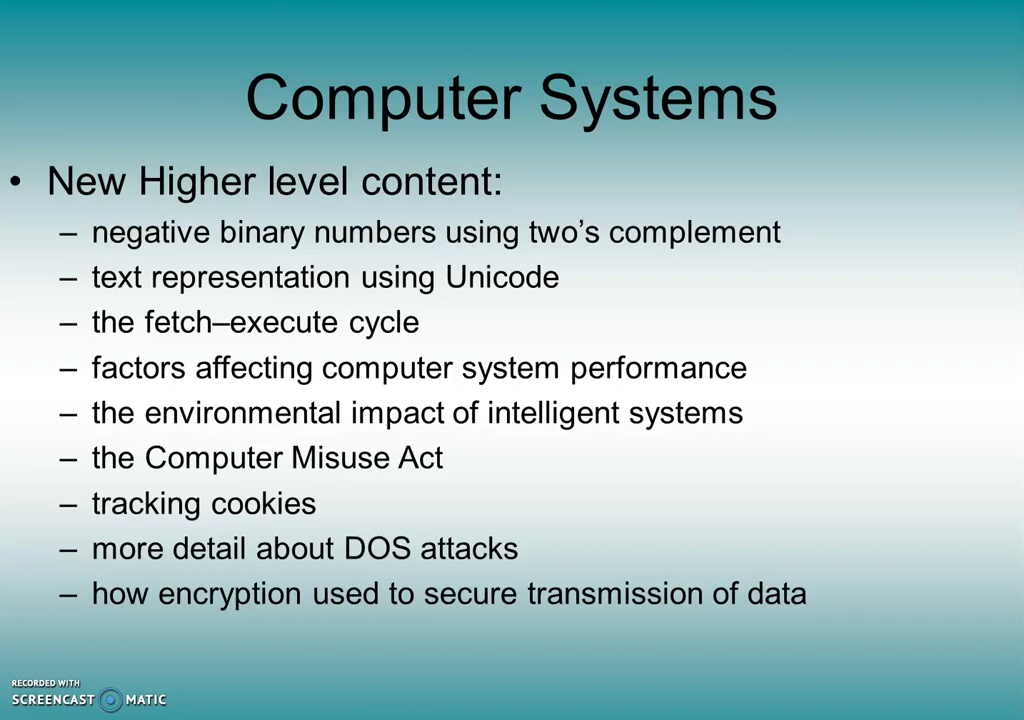 Computer Systems
• New Higher level content:
– negative binary numbers using two’s complement
– text representation using Unicode
– the fetch–execute cycle
– factors affecting computer system performance
– the environmental impact of intelligent systems
– the Computer Misuse Act
– tracking cookies
– more detail about DOS attacks
– how encryption used to secure transmission of data
RECORDED WITH
SCREENCAST MATIC